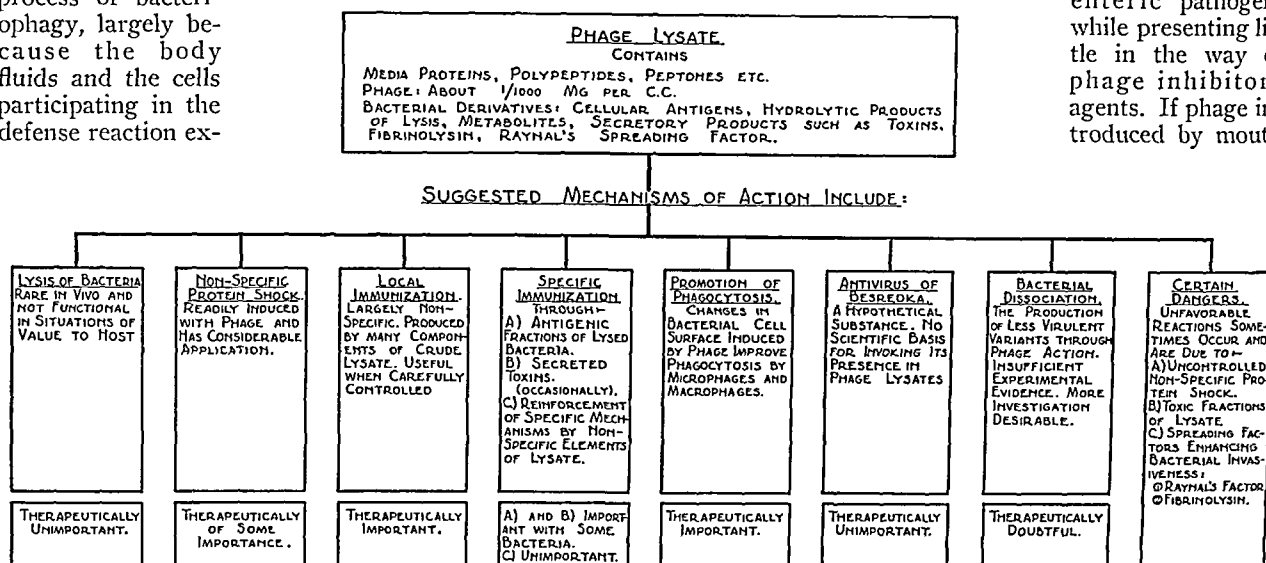 process of bacteri-
ophagy, largely be-
cause the body
fluids and the cells
participating in the
defense reaction ex-
PHAGE LYSATE
CONTAINS
MEDIA PROTEINS, POLYPEPTIDES, PEPTONES ETC.
PHAGE: ABOUT 1/1000 MG PER C.C.
BACTERIAL DERIVATIVES: CELLULAR ANTIGENS, HYDROLYTIC PRODUCTS
OF LYSIS, METABOLITES, SECRETORY PRODUCTS SUCH AS TOXINS,
FIBRINOLYSIN, RAYNAL'S SPREADING FACTOR.
enteric pathogen
while presenting li
tle in the way
phage inhibitor
agents. If phage in
troduced by mout
SUGGESTED MECHANISMS OF ACTION INCLUDE:
LYSIS OF BACTERIA
RARE IN VIVO AND
NOT FUNCTIONAL
IN SITUATIONS OF
VALUE TO HOST
THERAPEUTICALLY
UNIMPORTANT.
NON-SPECIFIC
PROTEIN SHOCK.
READILY INDUCED
WITH PHAGE AND
HAS CONSIDERABLE
APPLICATION.
THERAPEUTICALLY
OF SOME
IMPORTANCE.
LOCAL
IMMUNIZATION.
LARGELY NON-
SPECIFIC. PRODUCED
BY MANY COMPON-
ENTS OF CRUDE
LYSATE. USEFUL
WHEN CAREFULLY
CONTROLLED
THERAPEUTICALLY
IMPORTANT.
SPECIFIC
IMMUNIZATION
THROUGH:-
A) ANTIGENIC
FRACTIONS OF LYSED
BACTERIA.
B) SECRETED
TOXINS.
(OCCASIONALLY).
C) REINFORCEMENT
OF SPECIFIC MECH-
ANISMS BY NON-
SPECIFIC ELEMENTS
OF LYSATE.
A) AND B) IMPORT-
ANT WITH SOME
BACTERIA.
C) UNIMPORTANT.
PROMOTION OF
PHAGOCYTOSIS.
CHANGES IN
BACTERIAL CELL
SURFACE INDUCED
BY PHAGE IMPROVE
PHAGOCYTOSIS BY
MICROPHAGES AND
MACROPHAGES.
THERAPEUTICALLY
IMPORTANT.
ANTIVIRUS OF
BESREDKA.
A HYPOTHETICAL
SUBSTANCE. NO
SCIENTIFIC BASIS
FOR INVOKING ITS
PRESENCE IN
PHAGE LYSATES
THERAPEUTICALLY
UNIMPORTANT.
BACTERIAL
DISSOCIATION.
THE PRODUCTION
OF LESS VIRULENT
VARIANTS THROUGH
PHAGE ACTION.
INSUFFICIENT
EXPERIMENTAL
EVIDENCE. MORE
INVESTIGATION
DESIRABLE.
THERAPEUTICALLY
DOUBTFUL.
CERTAIN
DANGERS.
UNFAVORABLE
REACTIONS SOME-
TIMES OCCUR AND
ARE DUE TO:-
A) UNCONTROLLED
NON-SPECIFIC PRO-
TEIN SHOCK.
B) TOXIC FRACTIONS
OF LYSATE
C) SPREADING FAC-
TORS ENHANCING
BACTERIAL INVAS-
IVENESS:
① RAYNAL'S FACTOR
② FIBRINOLYSIN.